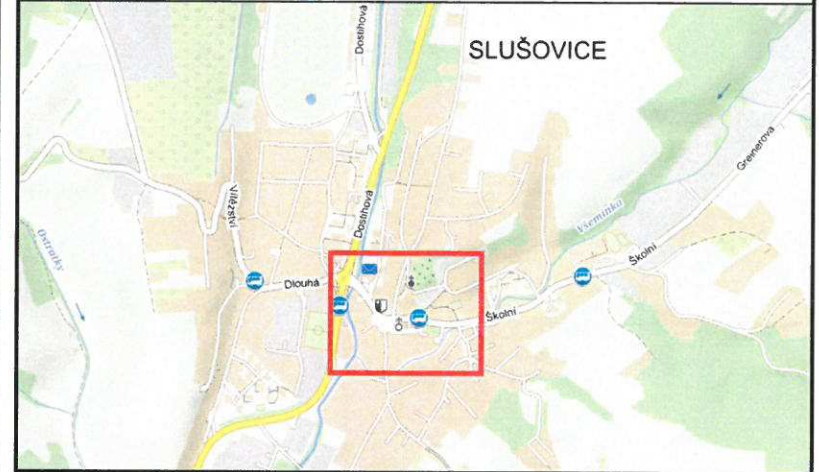 Dostihová
SLUŠOVICE
Greinerova
Vítězství
Dostihová
Všeminka
Ostratky
Školní
Dlouhá
Školní